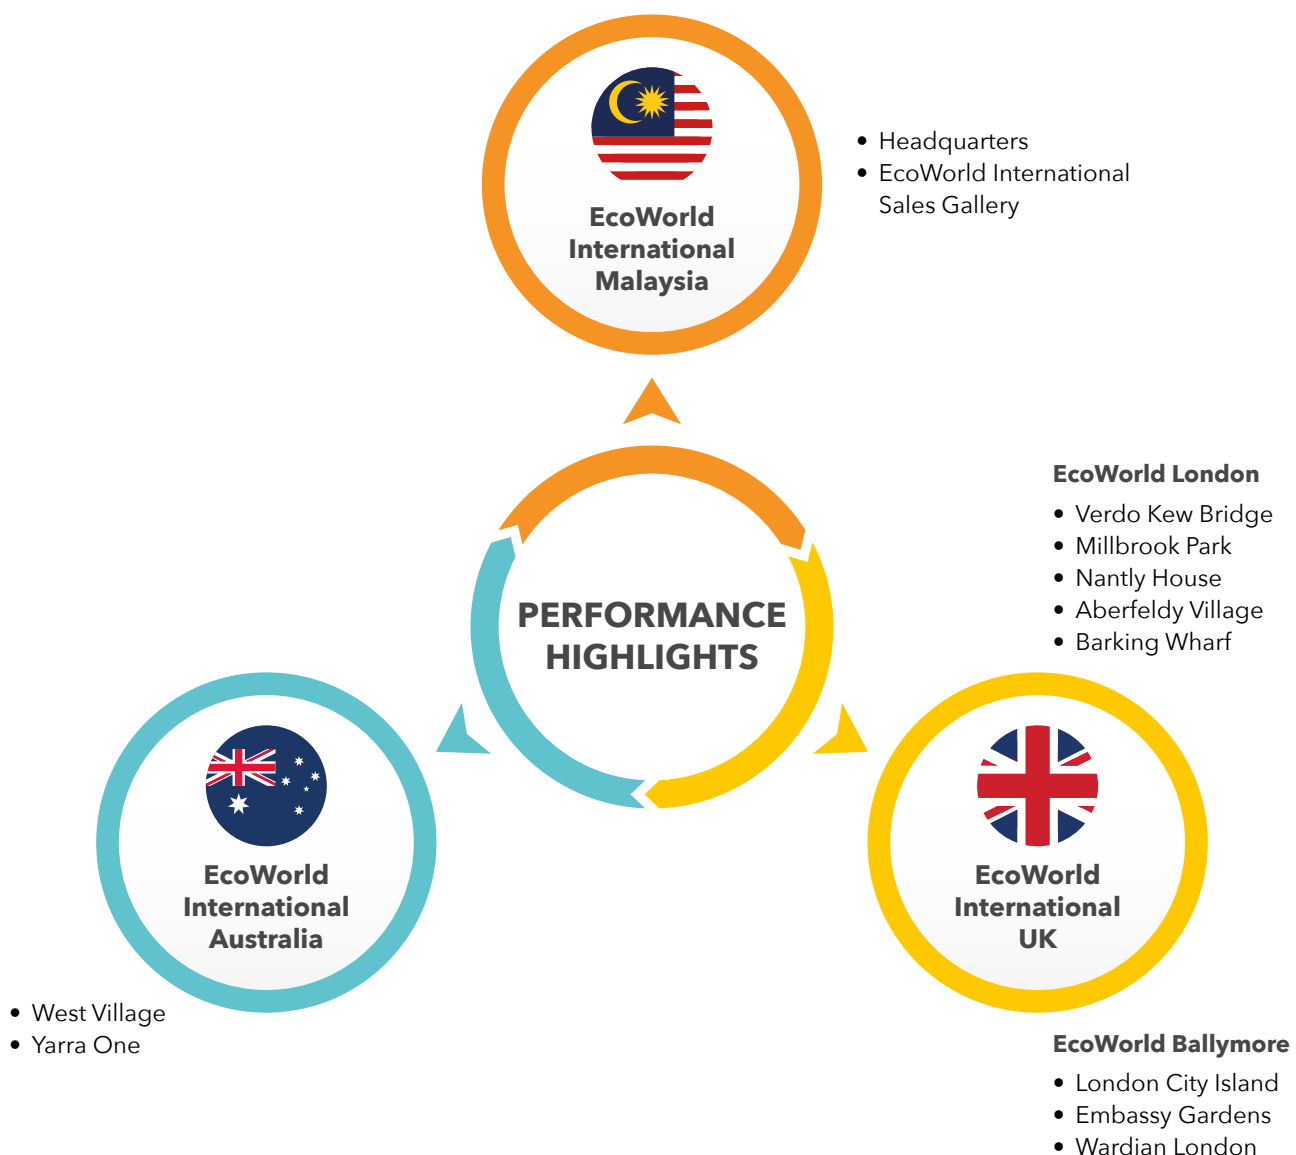 EcoWorld
International
Malaysia
• Headquarters
• EcoWorld International
Sales Gallery
PERFORMANCE
HIGHLIGHTS
EcoWorld London
• Verdo Kew Bridge
• Millbrook Park
• Nantly House
• Aberfeldy Village
• Barking Wharf
EcoWorld
International
UK
EcoWorld Ballymore
• London City Island
• Embassy Gardens
• Wardian London
EcoWorld
International
Australia
• West Village
• Yarra One